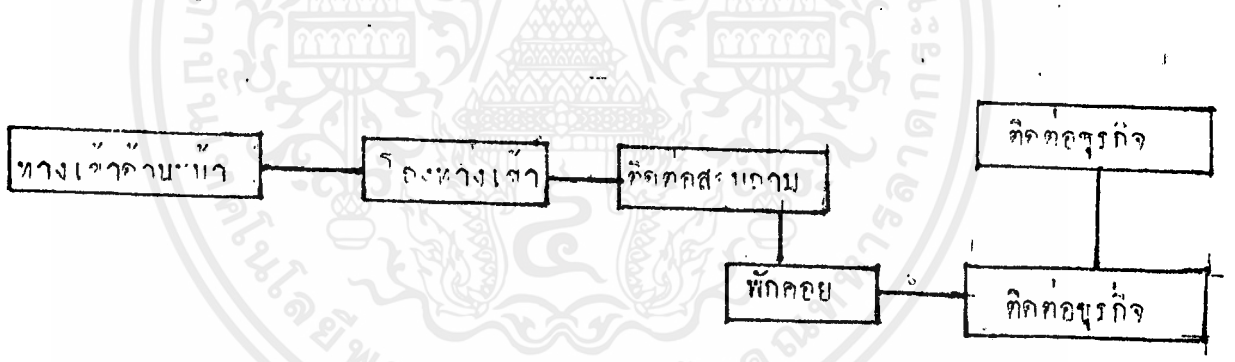 ทางเข้าด้านหน้า
โถงทางเข้า
ติดต่อสอบถาม
ติดต่อธุรกิจ
พักคอย
ติดต่อธุรกิจ